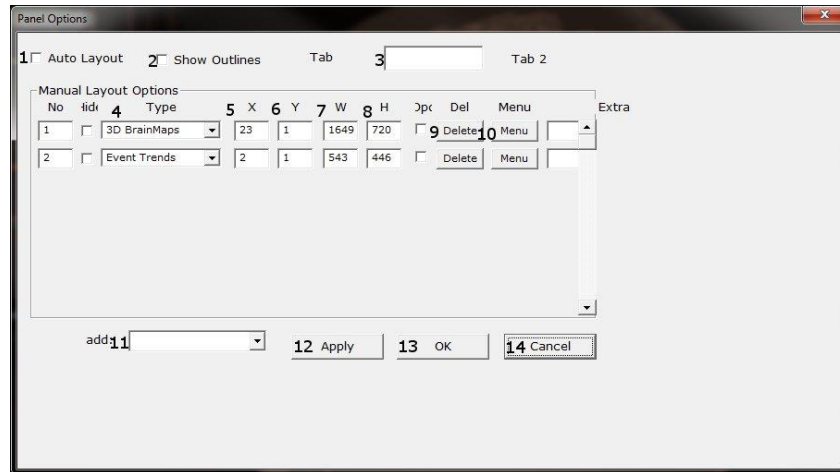 Panel Options
1 Auto Layout 2 Show Outlines Tab 3 Tab 2
Manual Layout Options
No lide 4 Type 5 X 6 Y 7 W 8 H Opc Del Menu Extra
1 3D BrainMaps 23 1 1649 720 9 Delete 10 Menu
2 Event Trends 2 1 543 446 Delete Menu
add 11
12 Apply 13 OK 14 Cancel